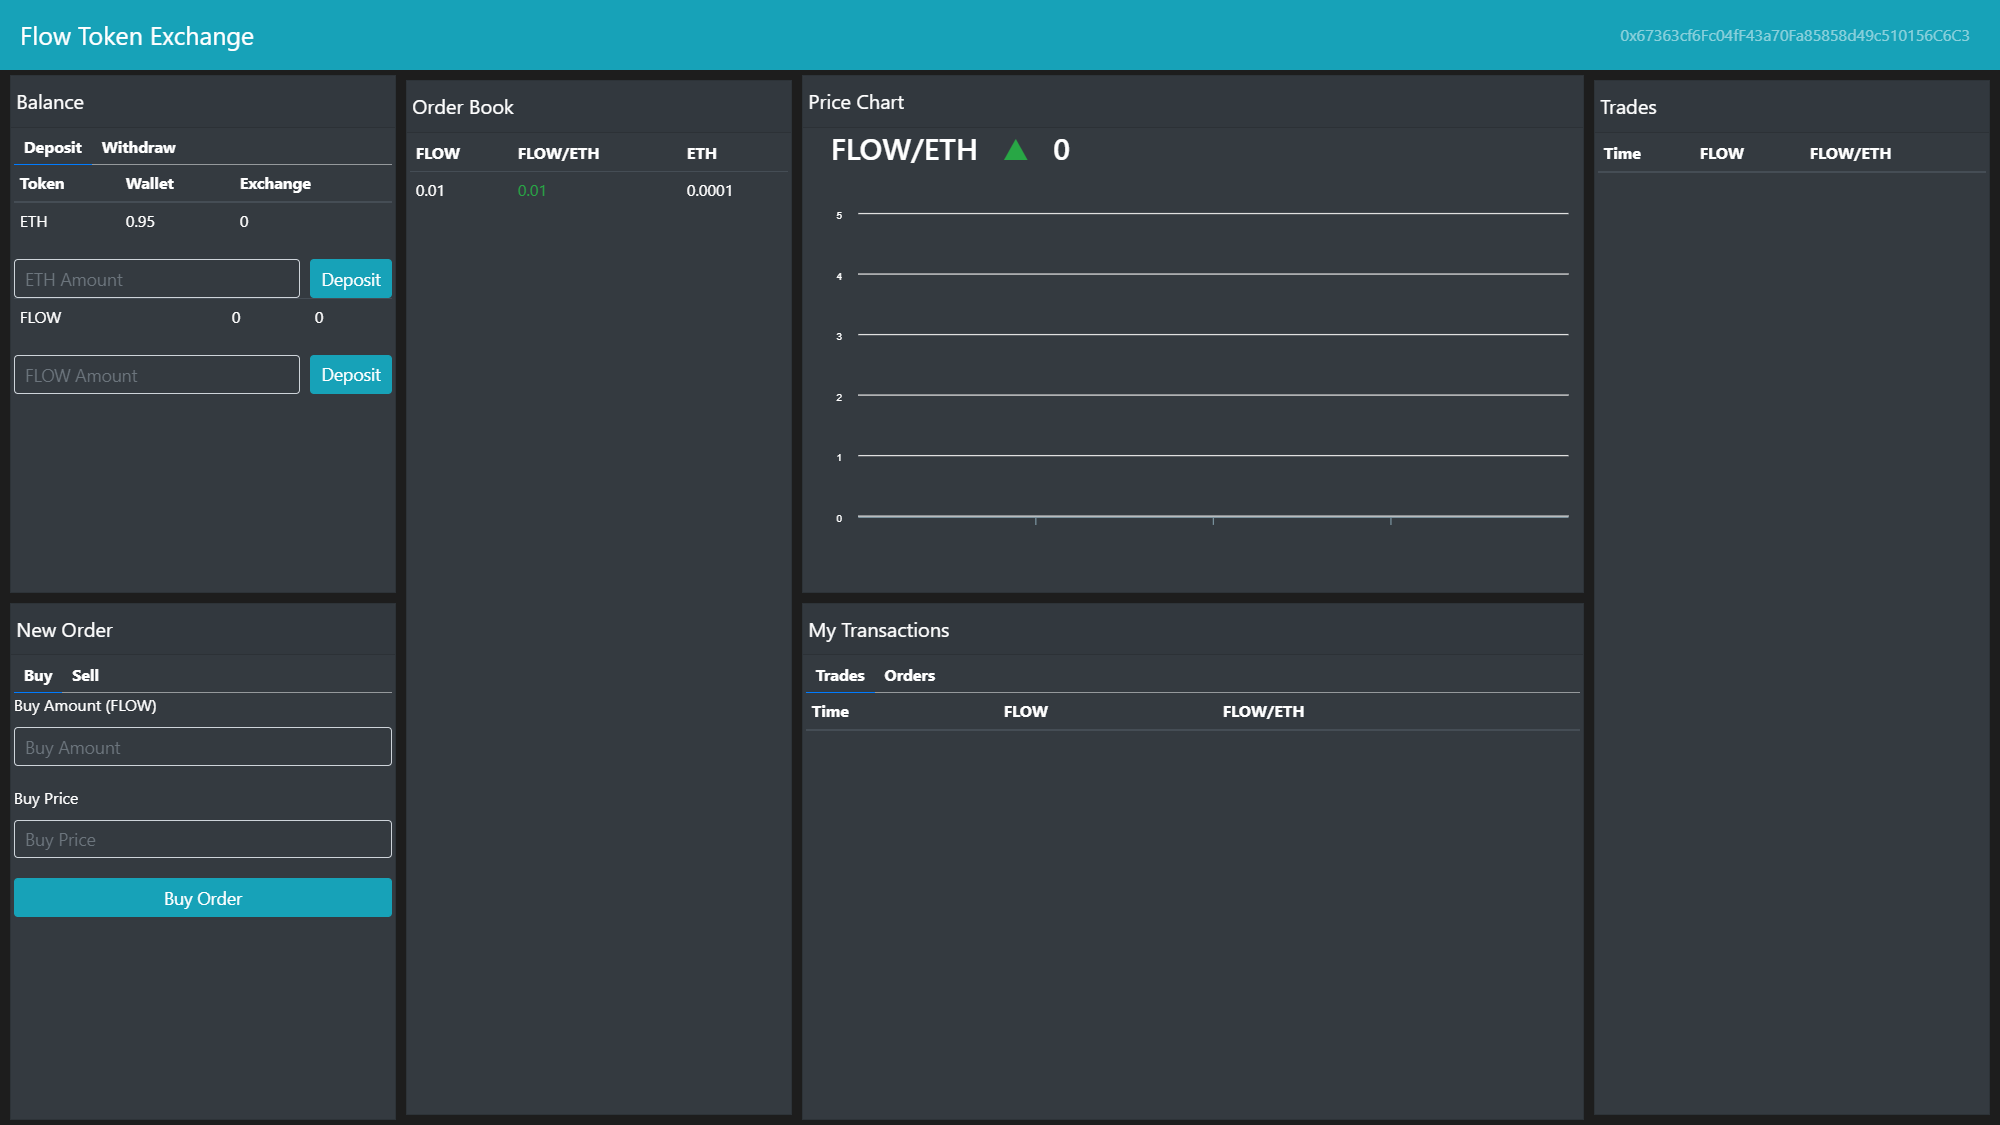 Flow Token Exchange
0x67363cf6Fc04fF43a70Fa85858d49c510156C6C3
Balance
Deposit Withdraw
Token Wallet Exchange
ETH 0.95 0
ETH Amount Deposit
FLOW 0 0
FLOW Amount Deposit
New Order
Buy Sell
Buy Amount (FLOW)
Buy Amount
Buy Price
Buy Price
Buy Order
Order Book
FLOW FLOW/ETH ETH
0.01 0.01 0.0001
Price Chart
FLOW/ETH ▲ 0
5
4
3
2
1
0
My Transactions
Trades Orders
Time FLOW FLOW/ETH
Trades
Time FLOW FLOW/ETH